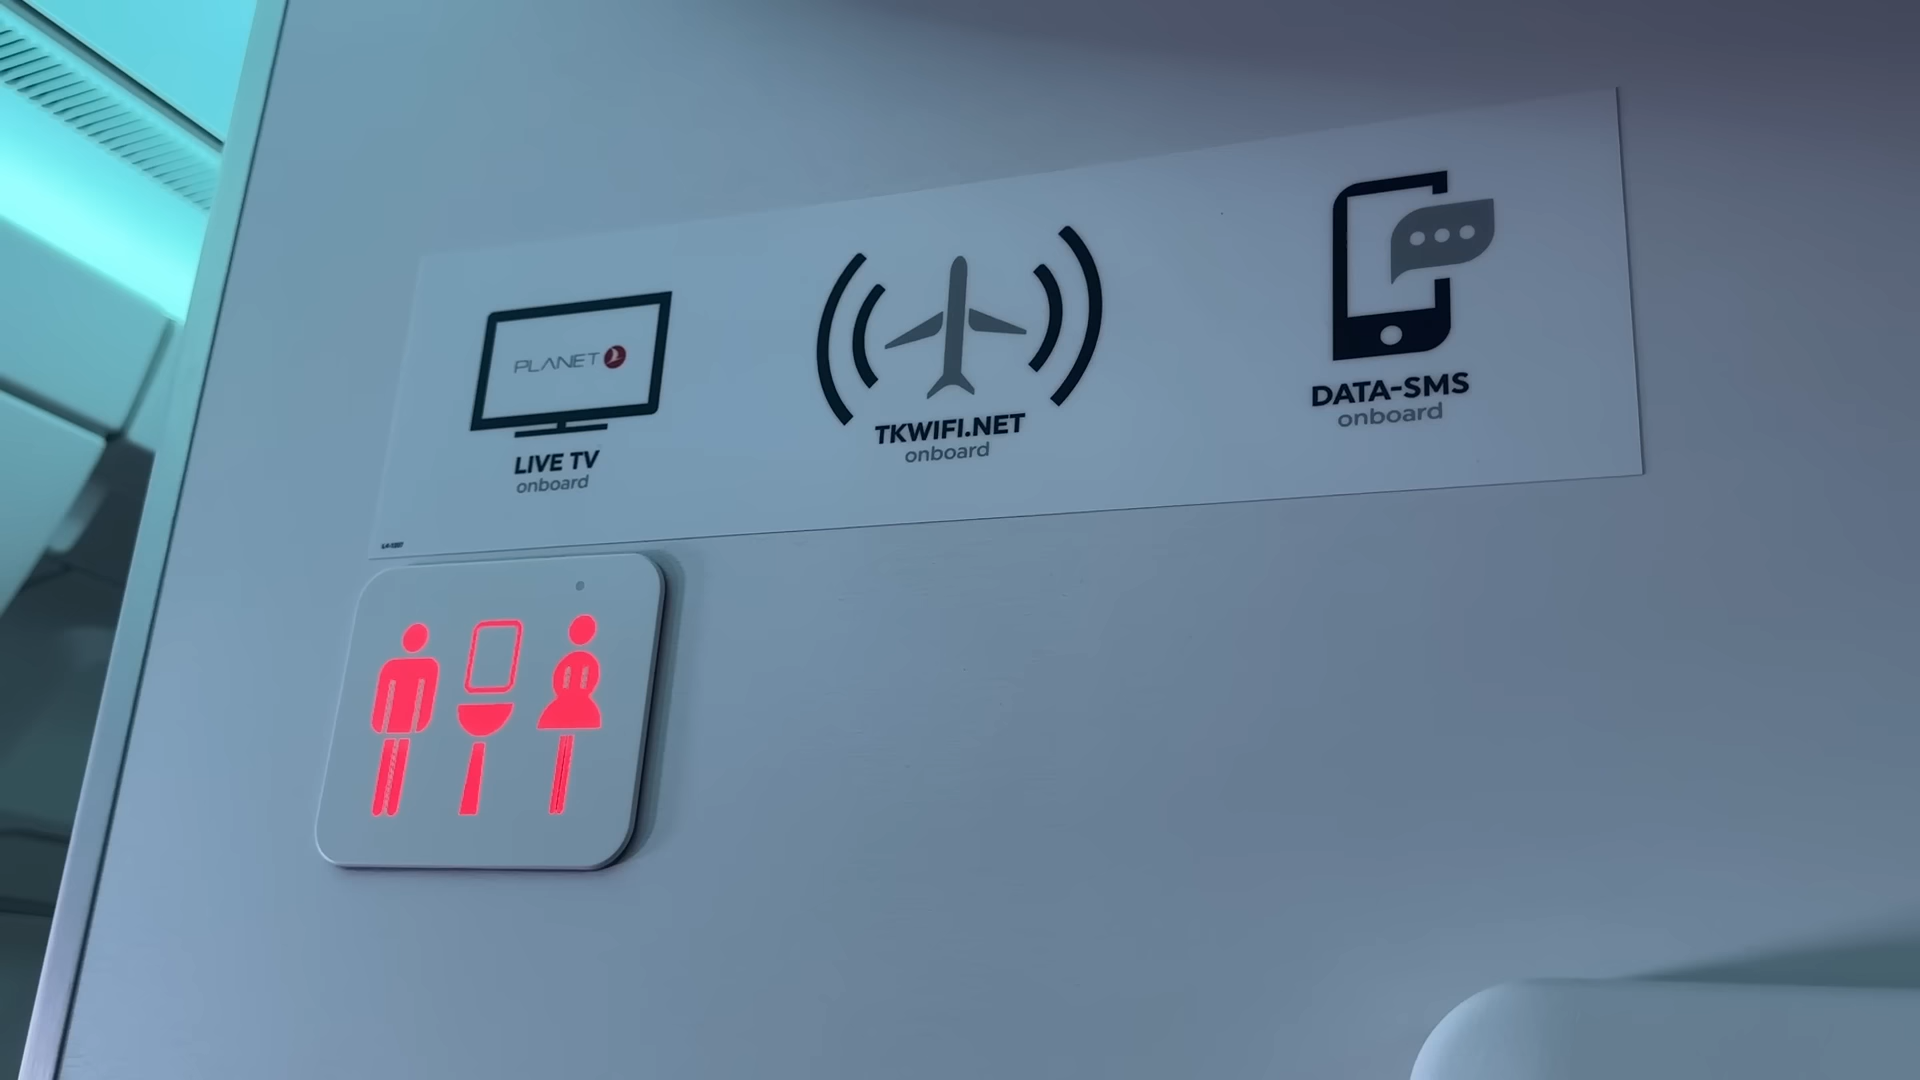 PLANET
LIVE TV
onboard
TKWIFI.NET
onboard
DATA-SMS
onboard